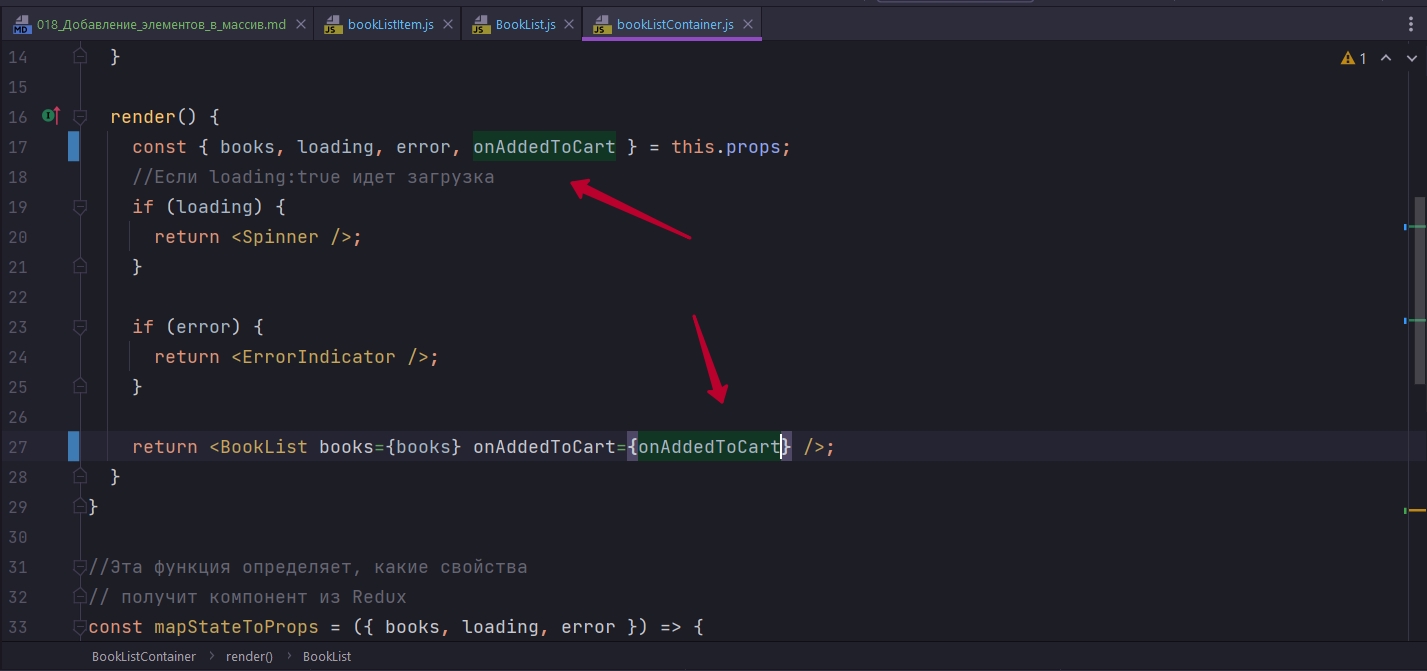 018_Добавление_элементов_в_массив.md
bookListItem.js
BookList.js
bookListContainer.js
14 }
1
15
16 render() {
17 const { books, loading, error, onAddedToCart } = this.props;
18 //Если loading:true идет загрузка
19 if (loading) {
20 return <Spinner />;
21 }
22
23 if (error) {
24 return <ErrorIndicator />;
25 }
26
27 return <BookList books={books} onAddedToCart={onAddedToCart} />;
28 }
29 }
30
31 //Эта функция определяет, какие свойства
32 // получит компонент из Redux
33 const mapStateToProps = ({ books, loading, error }) => {
BookListContainer > render() > BookList